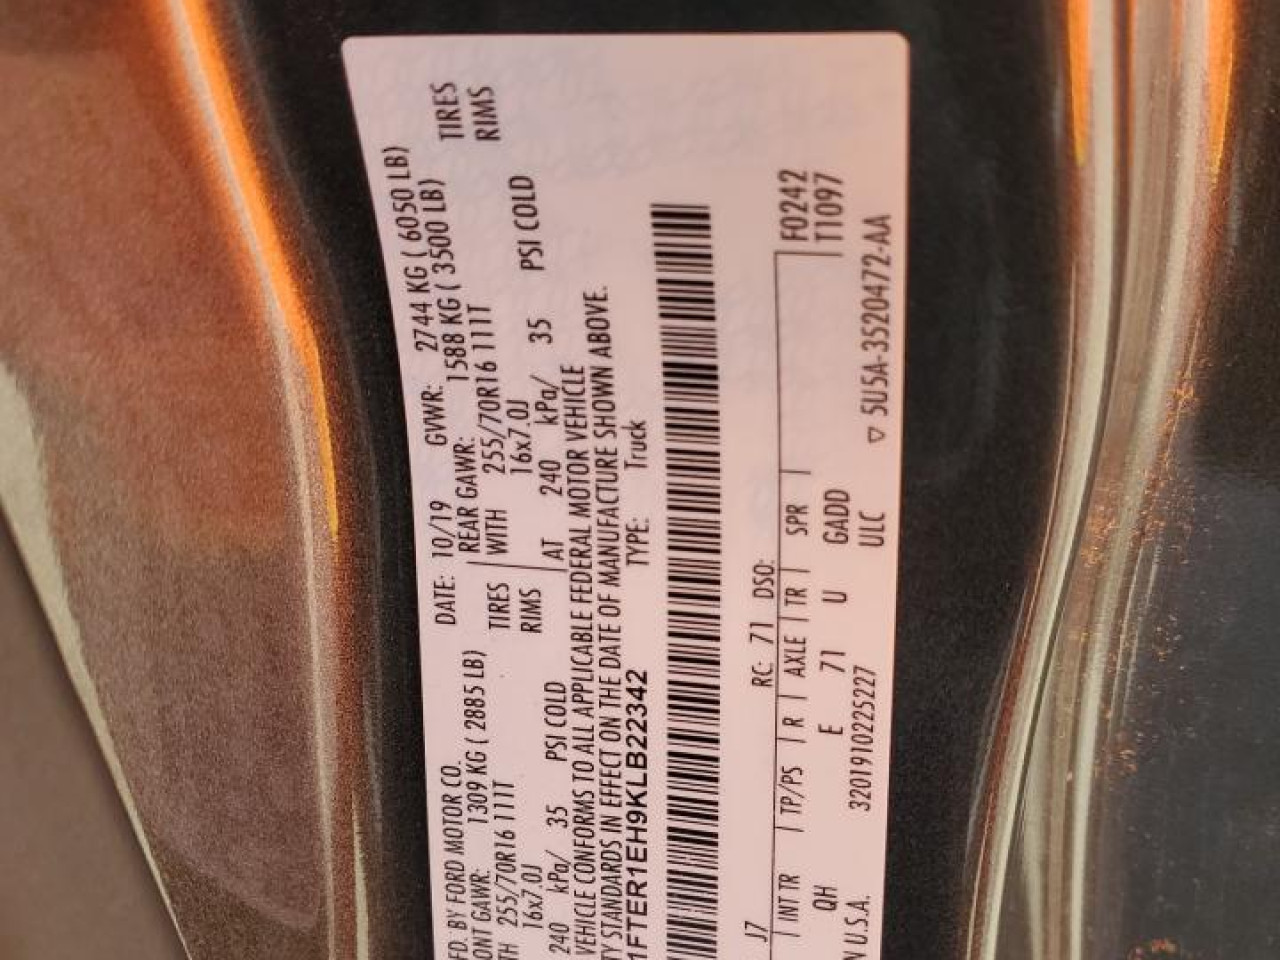 FD. BY FORD MOTOR CO. DATE: 10/19 GVWR: 2744 KG ( 6050 LB)
ONT GAWR: 1309 KG ( 2885 LB) REAR GAWR: 1588 KG ( 3500 LB)
TH 255/70R16 111T TIRES WITH 255/70R16 111T TIRES
16x7.0J RIMS 16x7.0J RIMS
240 kPa/ 35 PSI COLD AT 240 kPa/ 35 PSI COLD
VEHICLE CONFORMS TO ALL APPLICABLE FEDERAL MOTOR VEHICLE
TY STANDARDS IN EFFECT ON THE DATE OF MANUFACTURE SHOWN ABOVE.
1FTER1EH9KLB22342 TYPE: Truck
J7 RC: 71 DSO:
INT TR TP/PS R AXLE TR SPR F0242
QH E 71 U GADD T1097
3201910225227 ULC
N U.S.A. ▽ 5U5A-3520472-AA